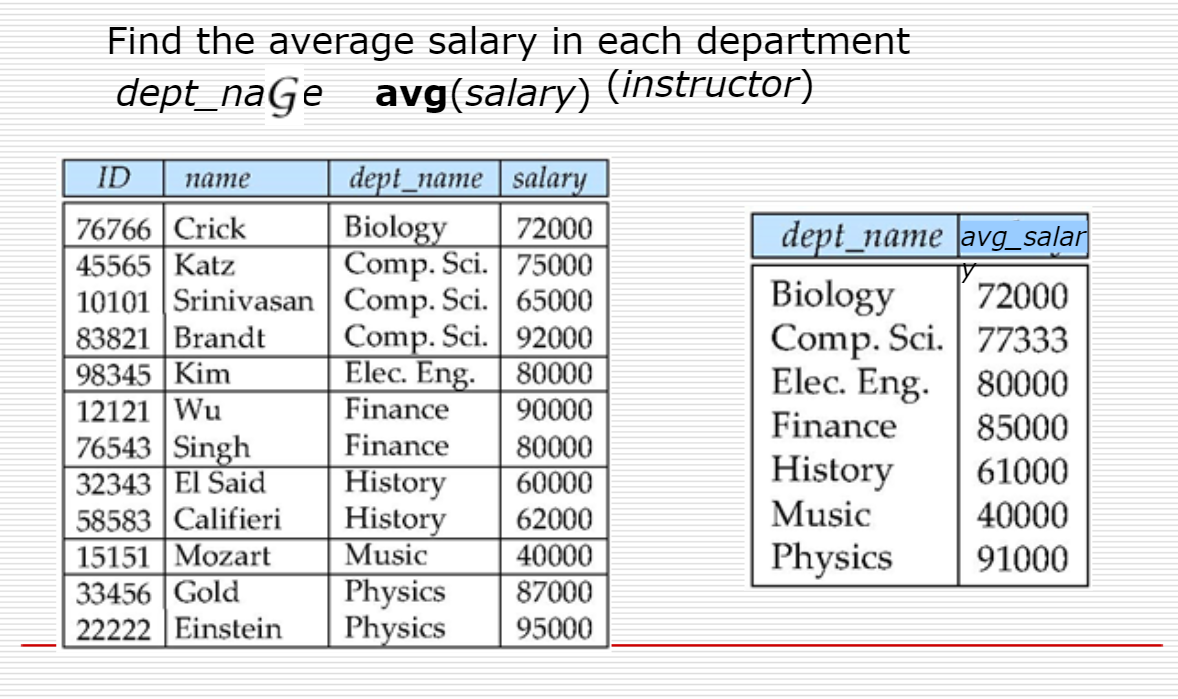 Find the average salary in each department
dept_naGe avg(salary) (instructor)
ID name dept_name salary
76766 Crick Biology 72000
45565 Katz Comp. Sci. 75000
10101 Srinivasan Comp. Sci. 65000
83821 Brandt Comp. Sci. 92000
98345 Kim Elec. Eng. 80000
12121 Wu Finance 90000
76543 Singh Finance 80000
32343 El Said History 60000
58583 Califieri History 62000
15151 Mozart Music 40000
33456 Gold Physics 87000
22222 Einstein Physics 95000
dept_name avg_salar
y
Biology 72000
Comp. Sci. 77333
Elec. Eng. 80000
Finance 85000
History 61000
Music 40000
Physics 91000